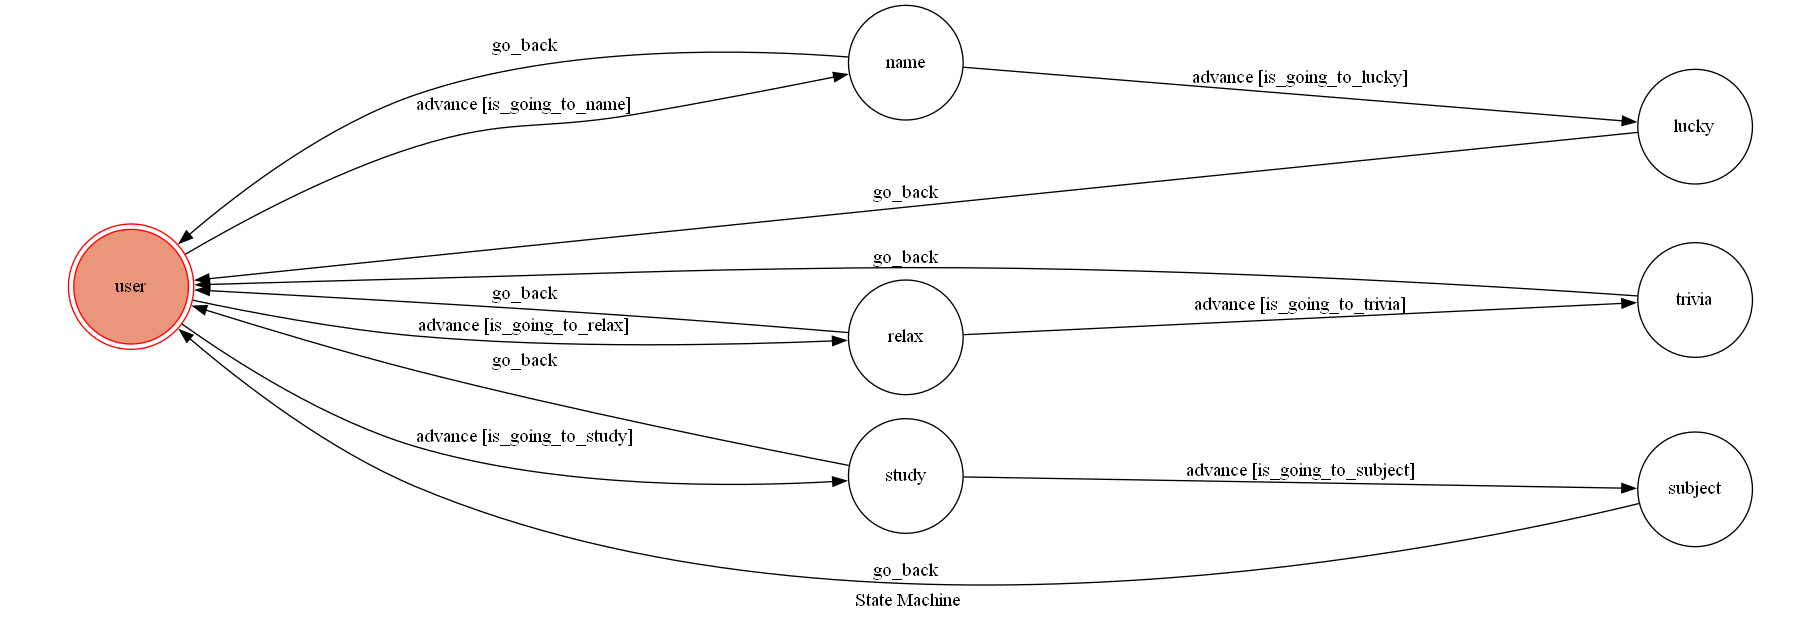 go_back
name
advance [is_going_to_lucky]
advance [is_going_to_name]
lucky
go_back
go_back
user
go_back
trivia
advance [is_going_to_trivia]
advance [is_going_to_relax]
relax
go_back
advance [is_going_to_study]
study
advance [is_going_to_subject]
subject
go_back
State Machine